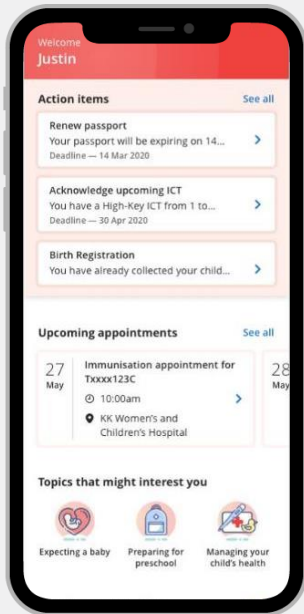 Welcome
Justin
Action items See all
Renew passport
Your passport will be expiring on 14...
Deadline — 14 Mar 2020
Acknowledge upcoming ICT
You have a High-Key ICT from 1 to...
Deadline — 30 Apr 2020
Birth Registration
You have already collected your child...
Upcoming appointments See all
27
May
Immunisation appointment for
Txxxx123C
10:00am
KK Women's and
Children's Hospital
28
May
Topics that might interest you
Expecting a baby
Preparing for
preschool
Managing your
child's health